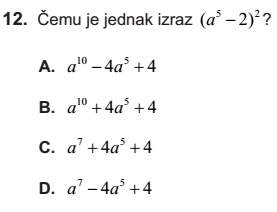 12. Čemu je jednak izraz (a⁵ – 2)²?
A. a¹⁰ – 4a⁵ + 4
B. a¹⁰ + 4a⁵ + 4
C. a⁷ + 4a⁵ + 4
D. a⁷ – 4a⁵ + 4